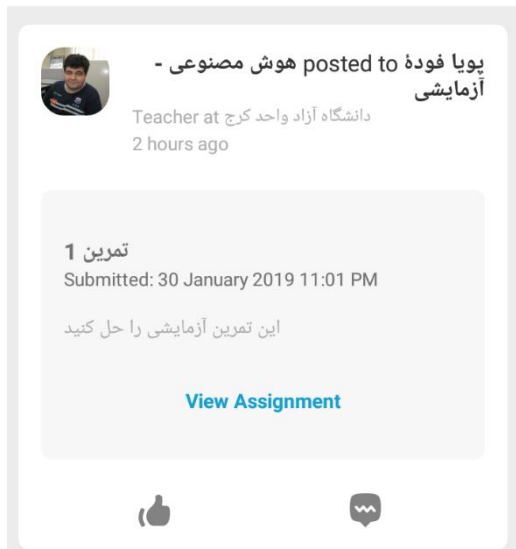 پویا فودۀ posted to هوش مصنوعی -
آزمایشی
Teacher at دانشگاه آزاد واحد کرج
2 hours ago
تمرین 1
Submitted: 30 January 2019 11:01 PM
این تمرین آزمایشی را حل کنید
View Assignment